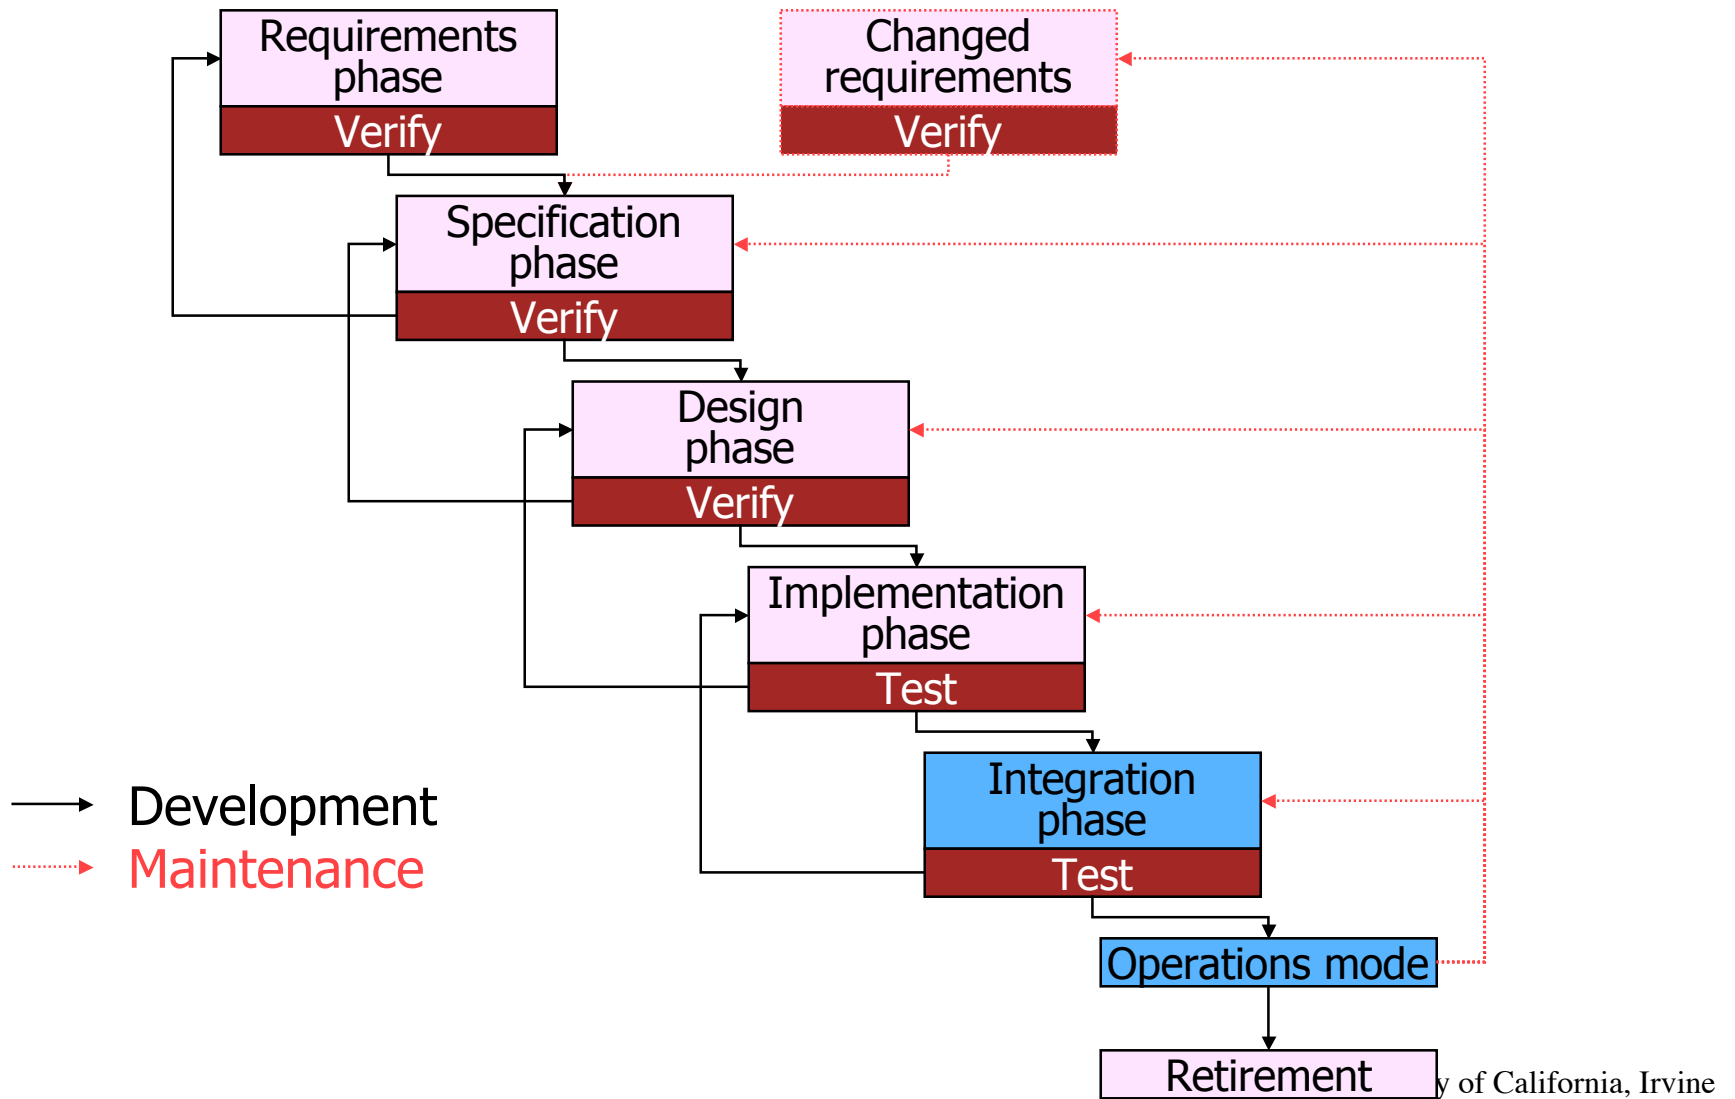 Requirements
phase
Verify
Changed
requirements
Verify
Specification
phase
Verify
Design
phase
Verify
Implementation
phase
Test
Integration
phase
Test
Development
Maintenance
Operations mode
Retirement
of California, Irvine